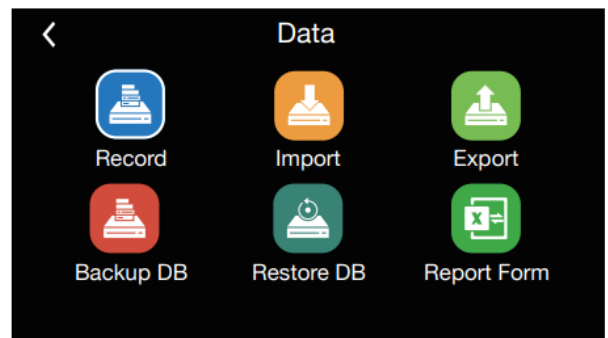 Data
Record
Import
Export
Backup DB
Restore DB
X
Report Form